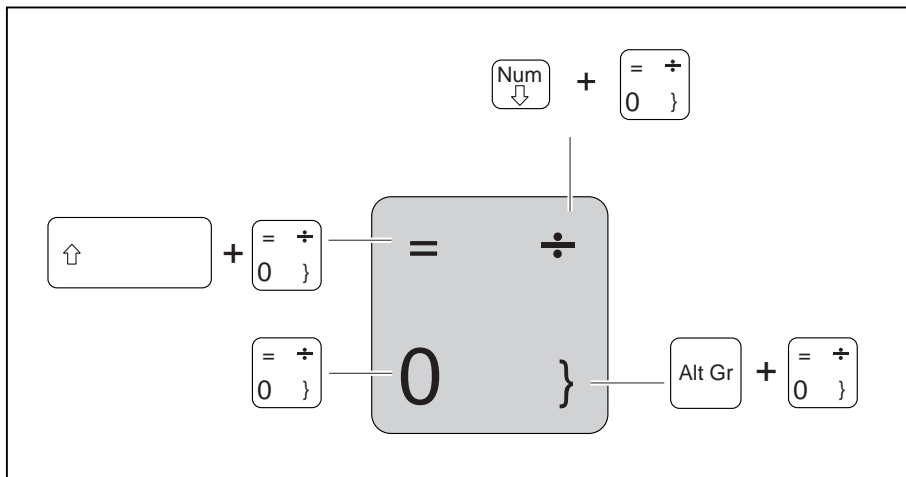 Num + = ÷
⇩ 0 }
⇧ + = ÷
0 }
= ÷
0 }
= ÷
0 }
Alt Gr + = ÷
0 }